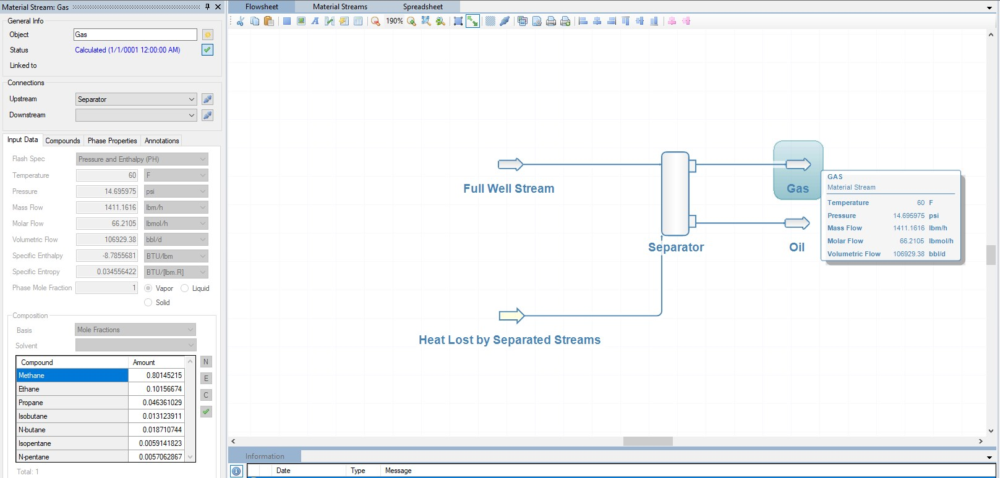 Material Stream: Gas
General Info
Object Gas
Status Calculated (1/1/0001 12:00:00 AM)
Linked to
Connections
Upstream Separator
Downstream
Input Data Compounds Phase Properties Annotations
Flash Spec Pressure and Enthalpy (PH)
Temperature 60 F
Pressure 14.695975 psi
Mass Flow 1411.1616 lbm/h
Molar Flow 66.2105 lbmol/h
Volumetric Flow 106929.38 bbl/d
Specific Enthalpy -8.7855681 BTU/lbm
Specific Entropy 0.034556422 BTU/[lbm.R]
Phase Mole Fraction 1 Vapor Liquid
Solid
Composition
Basis Mole Fractions
Solvent
Compound Amount
Methane 0.80145215
Ethane 0.10156674
Propane 0.046361029
Isobutane 0.013123911
N-butane 0.018710744
Isopentane 0.0059141823
N-pentane 0.0057062867
N
E
C
Total: 1
Flowsheet Material Streams Spreadsheet
A 190%
Full Well Stream
Gas
Separator
Oil
Heat Lost by Separated Streams
GAS
Material Stream
Temperature 60 F
Pressure 14.695975 psi
Mass Flow 1411.1616 lbm/h
Molar Flow 66.2105 lbmol/h
Volumetric Flow 106929.38 bbl/d
Information
Date Type Message